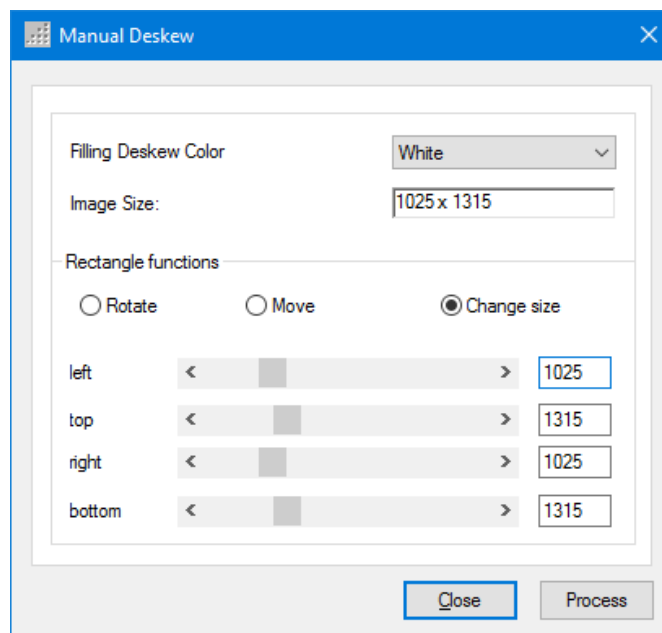 Manual Deskew
Filling Deskew Color White
Image Size: 1025 x 1315
Rectangle functions
Rotate Move Change size
left 1025
top 1315
right 1025
bottom 1315
Close Process